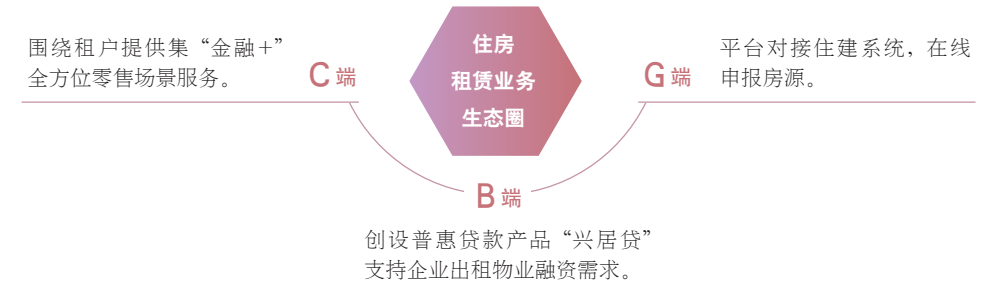 住房
租赁业务
生态圈
围绕租户提供集“金融+”
全方位零售场景服务。
C端
G端
平台对接住建系统，在线
申报房源。
B端
创设普惠贷款产品“兴居贷”
支持企业出租物业融资需求。